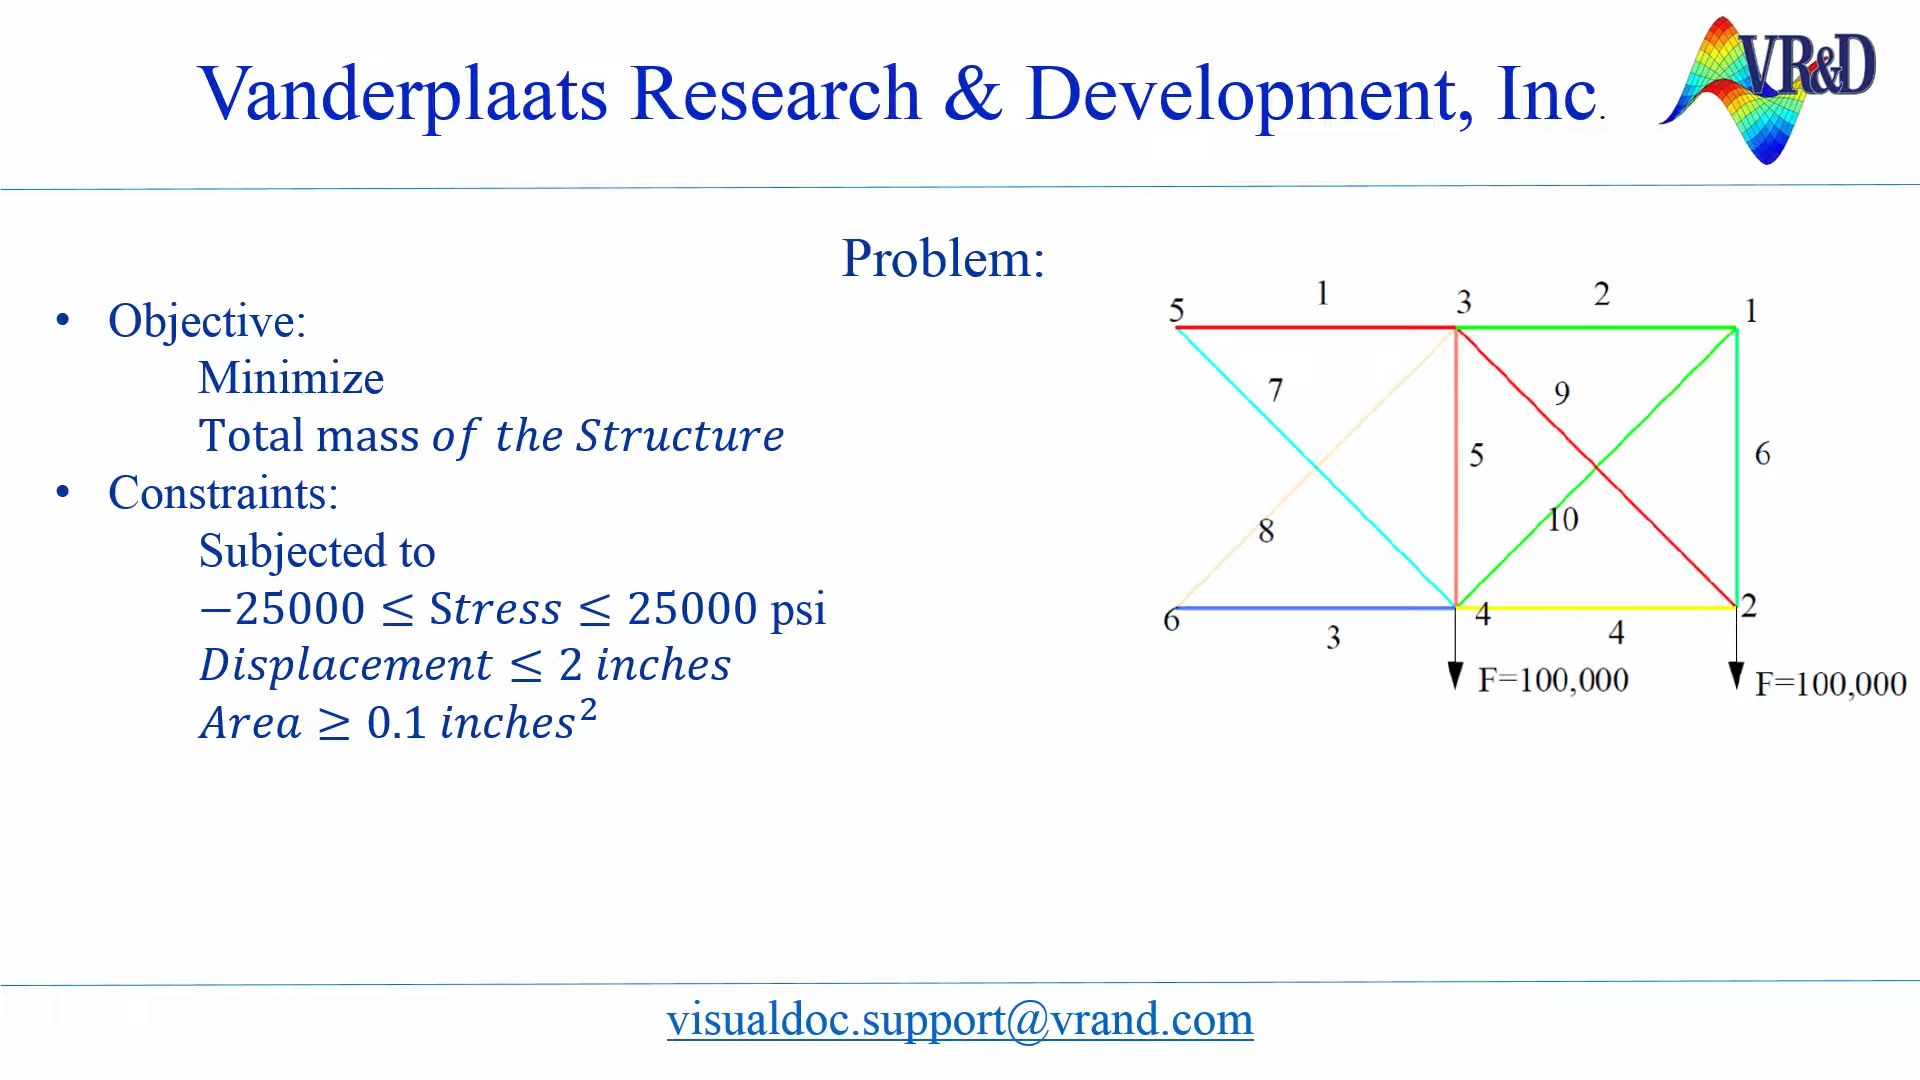 Vanderplaats Research & Development, Inc.
VR&D
Problem:
• Objective:
Minimize
Total mass of the Structure
• Constraints:
Subjected to
−25000 ≤ Stress ≤ 25000 psi
Displacement ≤ 2 inches
Area ≥ 0.1 inches²
5 1 3 2 1
7 9
5 6
8 10
6 3 4 4 2
F=100,000 F=100,000
visualdoc.support@vrand.com